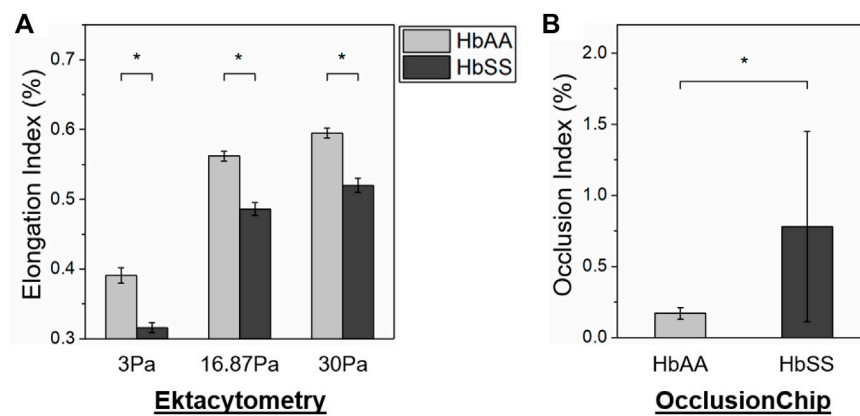 A
Elongation Index (%)
0.7
0.6
0.5
0.4
0.3
*
*
*
HbAA
HbSS
3Pa 16.87Pa 30Pa
Ektacytometry
B
Occlusion Index (%)
2.0
1.5
1.0
0.5
0.0
*
HbAA HbSS
OcclusionChip